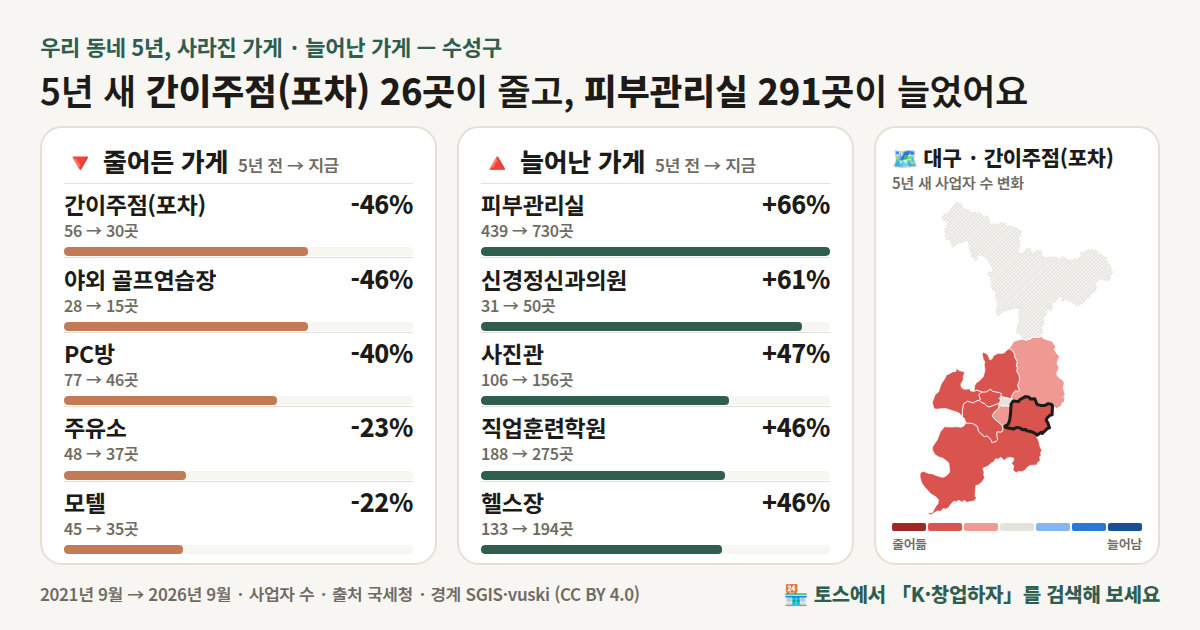 우리 동네 5년, 사라진 가게 · 늘어난 가게 — 수성구
5년 새 간이주점(포차) 26곳이 줄고, 피부관리실 291곳이 늘었어요
줄어든 가게 5년 전 → 지금
간이주점(포차) -46%
56 → 30곳
야외 골프연습장 -46%
28 → 15곳
PC방 -40%
77 → 46곳
주유소 -23%
48 → 37곳
모텔 -22%
45 → 35곳
늘어난 가게 5년 전 → 지금
피부관리실 +66%
439 → 730곳
신경정신과의원 +61%
31 → 50곳
사진관 +47%
106 → 156곳
직업훈련학원 +46%
188 → 275곳
헬스장 +46%
133 → 194곳
대구 · 간이주점(포차)
5년 새 사업자 수 변화
줄어듦 늘어남
2021년 9월 → 2026년 9월 · 사업자 수 · 출처 국세청 · 경계 SGIS·vuski (CC BY 4.0)
토스에서 「K·창업하자」를 검색해 보세요